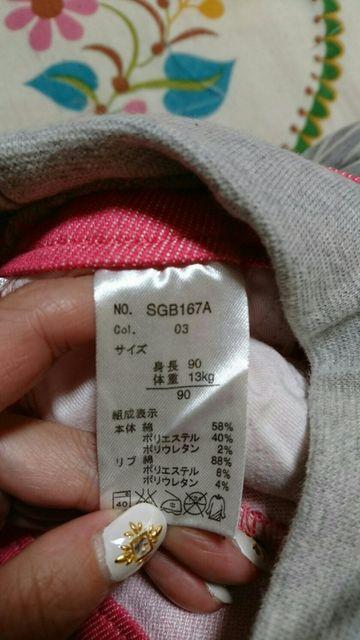 NO. SGB167A
Col. 03
サイズ
身長 90
体重 13kg
90
組成表示
本体 綿 58%
ポリエステル 40%
ポリウレタン 2%
リブ 綿 88%
ポリエステル 8%
ポリウレタン 4%
40